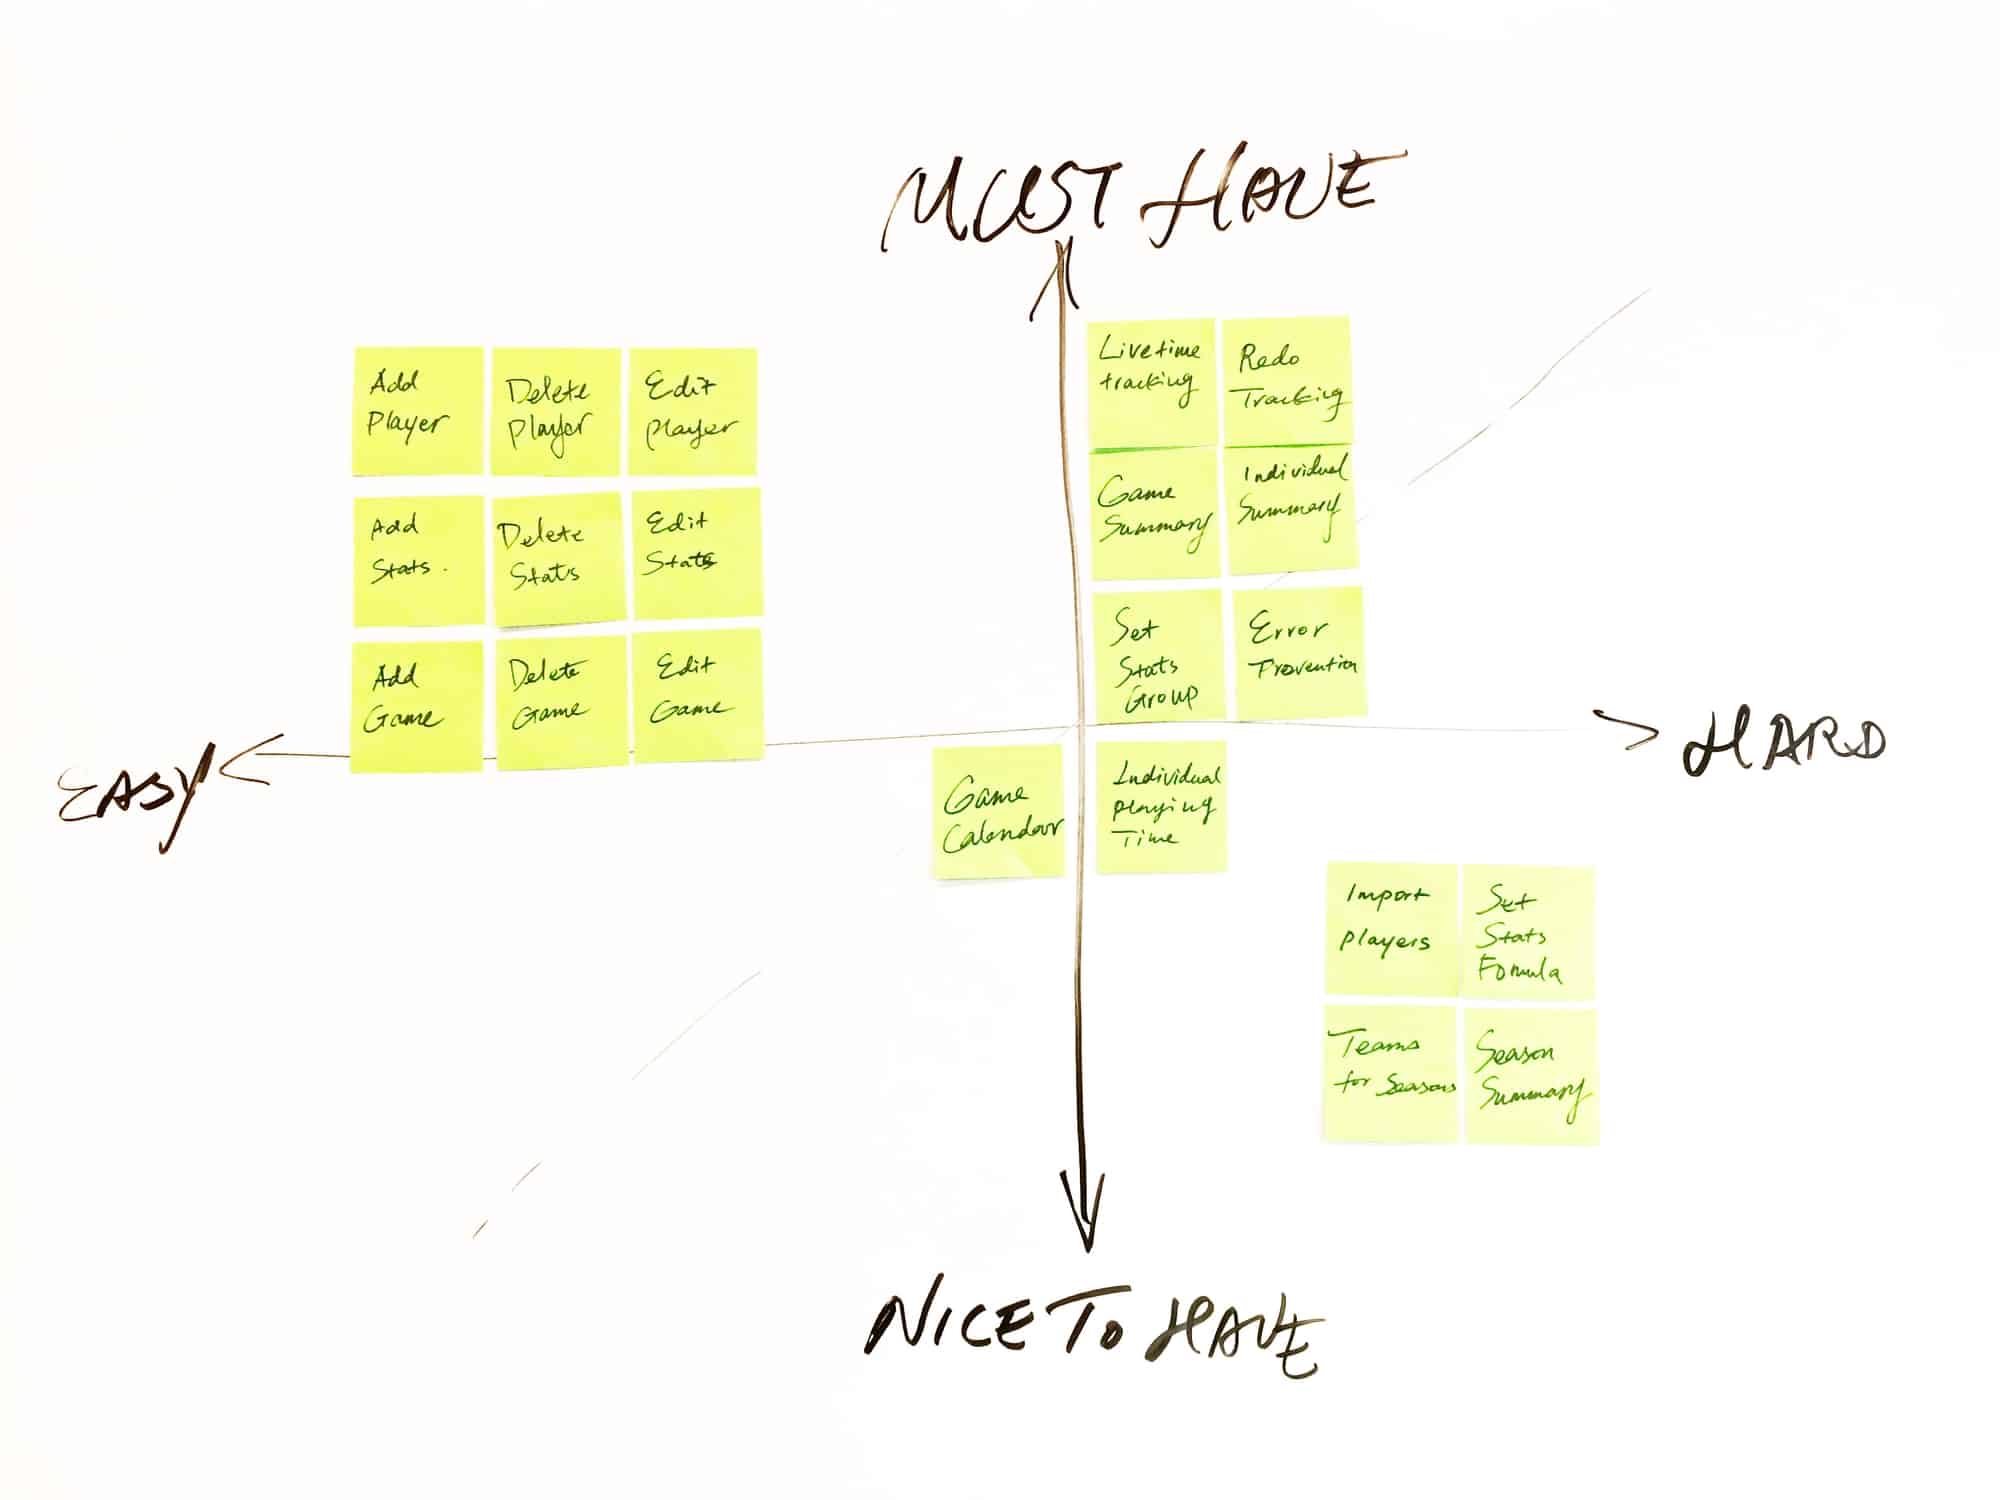 MUST HAVE
Add
Player
Delete
Player
Edit
Player
Livetime
tracking
Redo
Tracking
Add
Stats.
Delete
Stats
Edit
Stats
Game
Summary
Individual
Summary
Add
Game
Delete
Game
Edit
Game
Set
Stats
Group
Error
Prevention
EASY
HARD
Game
Calendar
Individual
Playing
Time
Import
Players
Set
Stats
Fomula
Teams
for Seasons
Season
Summary
NICE TO HAVE